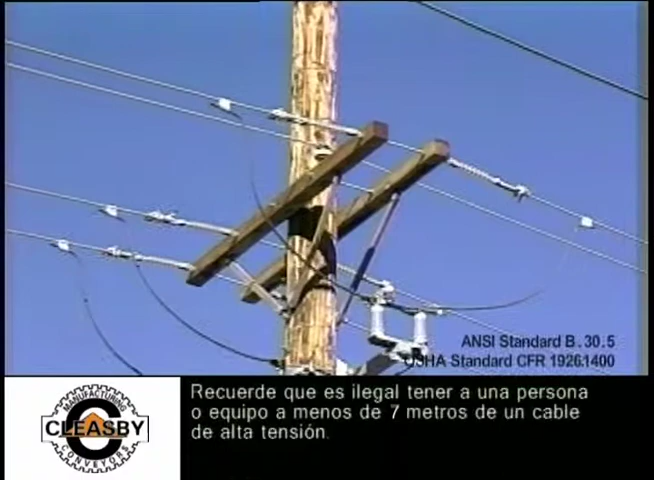 ANSI Standard B.30.5
OSHA Standard CFR 1926.1400
Recuerde que es ilegal tener a una persona
o equipo a menos de 7 metros de un cable
de alta tensión.
MANUFACTURING
CLEASBY
CONVEYOR